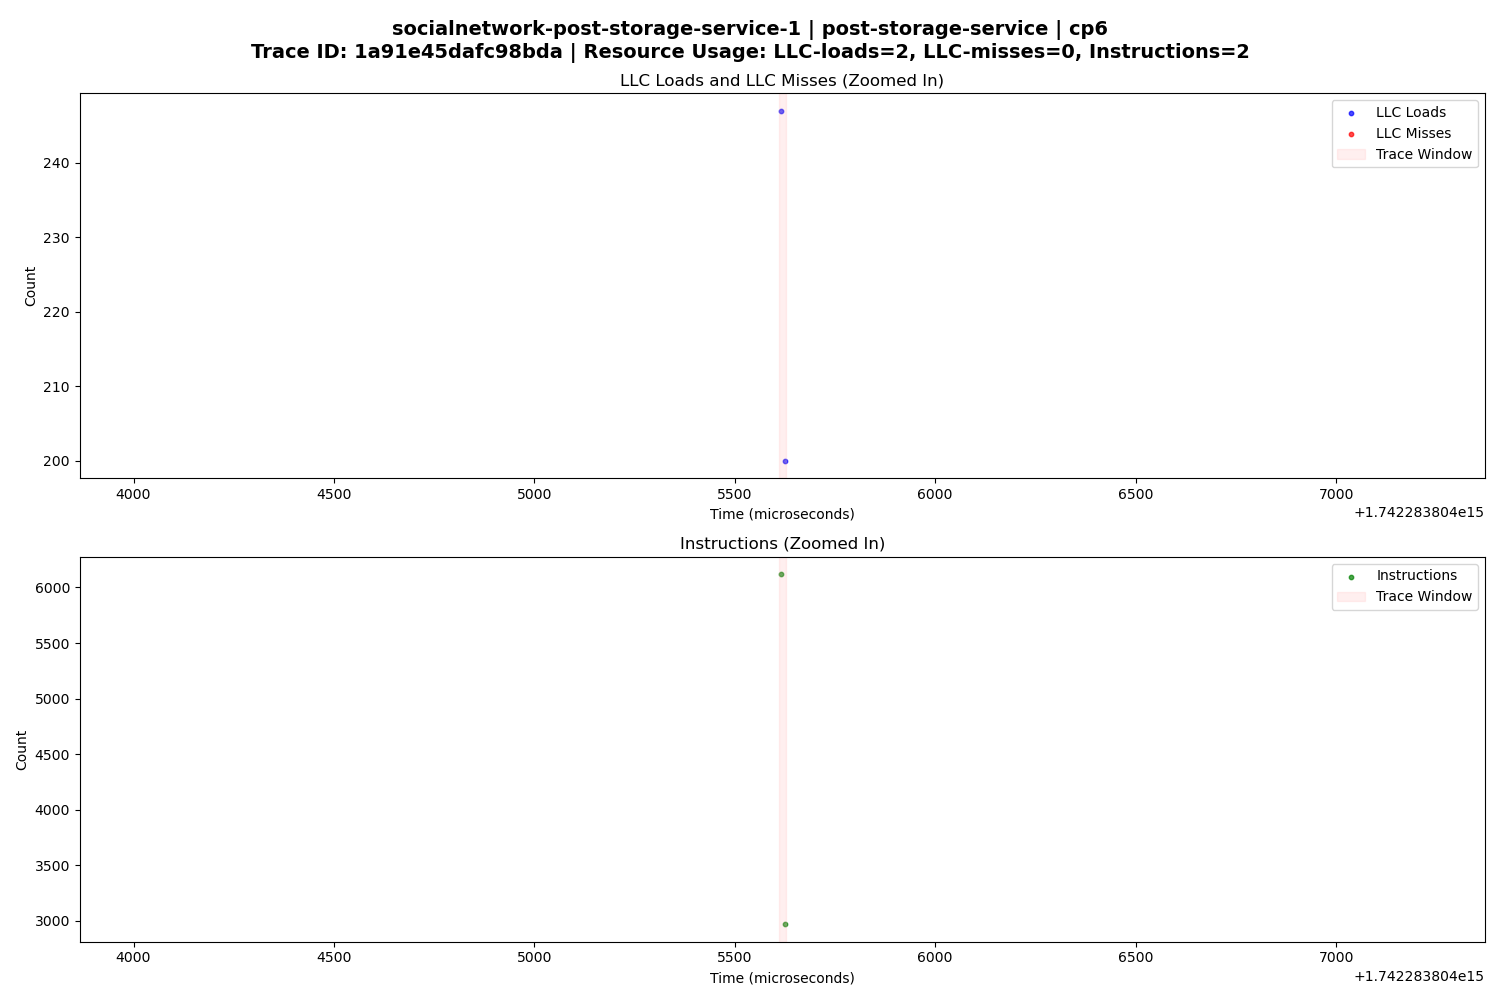 socialnetwork-post-storage-service-1 | post-storage-service | cp6
Trace ID: 1a91e45dafc98bda | Resource Usage: LLC-loads=2, LLC-misses=0, Instructions=2
LLC Loads and LLC Misses (Zoomed In)
LLC Loads
LLC Misses
Trace Window
Count
240
230
220
210
200
4000 4500 5000 5500 6000 6500 7000
Time (microseconds)
+1.742283804e15
Instructions (Zoomed In)
Instructions
Trace Window
Count
6000
5500
5000
4500
4000
3500
3000
4000 4500 5000 5500 6000 6500 7000
Time (microseconds)
+1.742283804e15